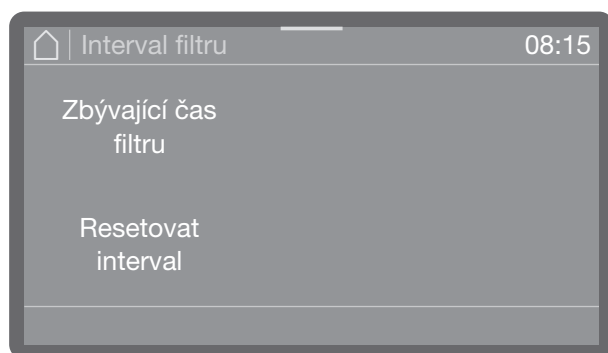 Interval filtru 08:15
Zbývající čas
filtru
Resetovat
interval